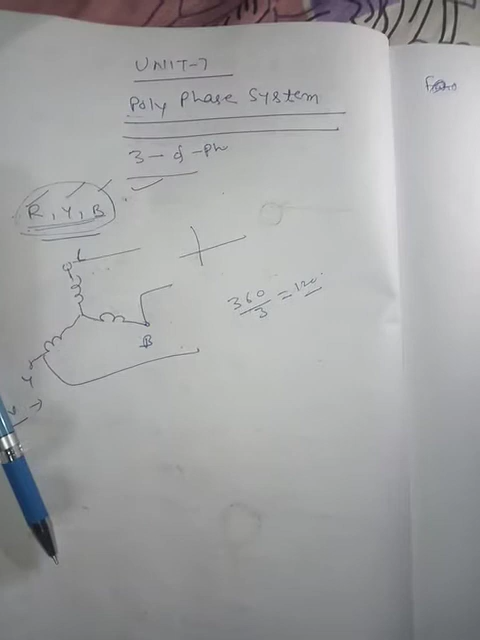 UNIT-7
Poly Phase System
3-ϕ-Ph
R, Y, B
360/3 = 120°
B
Y